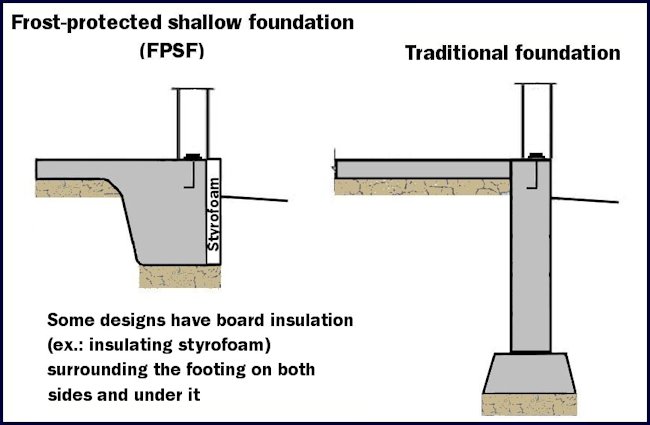 Frost-protected shallow foundation
(FPSF)
Traditional foundation
Styrofoam
Some designs have board insulation
(ex.: insulating styrofoam)
surrounding the footing on both
sides and under it